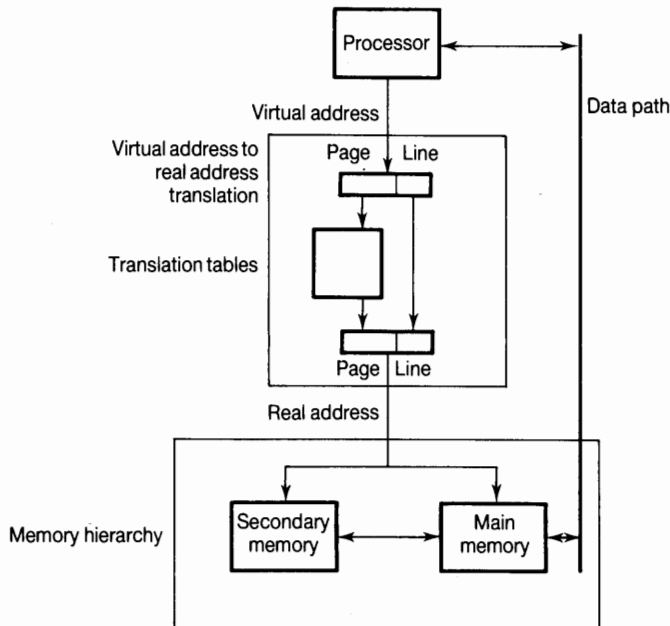 Processor
Data path
Virtual address
Virtual address to
real address
translation
Page Line
Translation tables
Page Line
Real address
Memory hierarchy
Secondary
memory
Main
memory